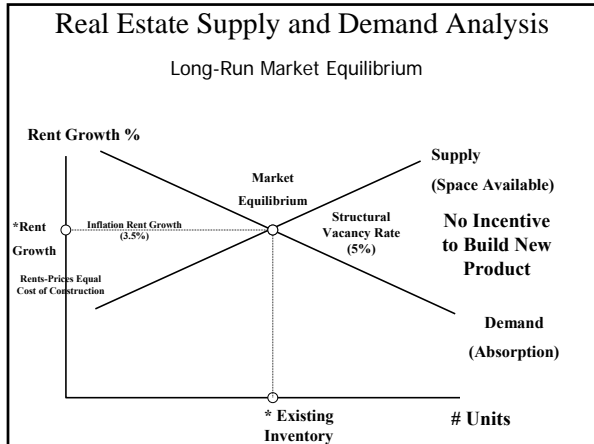 Real Estate Supply and Demand Analysis
Long-Run Market Equilibrium
Rent Growth %
Market
Equilibrium
Supply
(Space Available)
*Rent
Growth
Inflation Rent Growth
(3.5%)
Structural
Vacancy Rate
(5%)
No Incentive
to Build New
Product
Rents-Prices Equal
Cost of Construction
Demand
(Absorption)
* Existing
Inventory
# Units